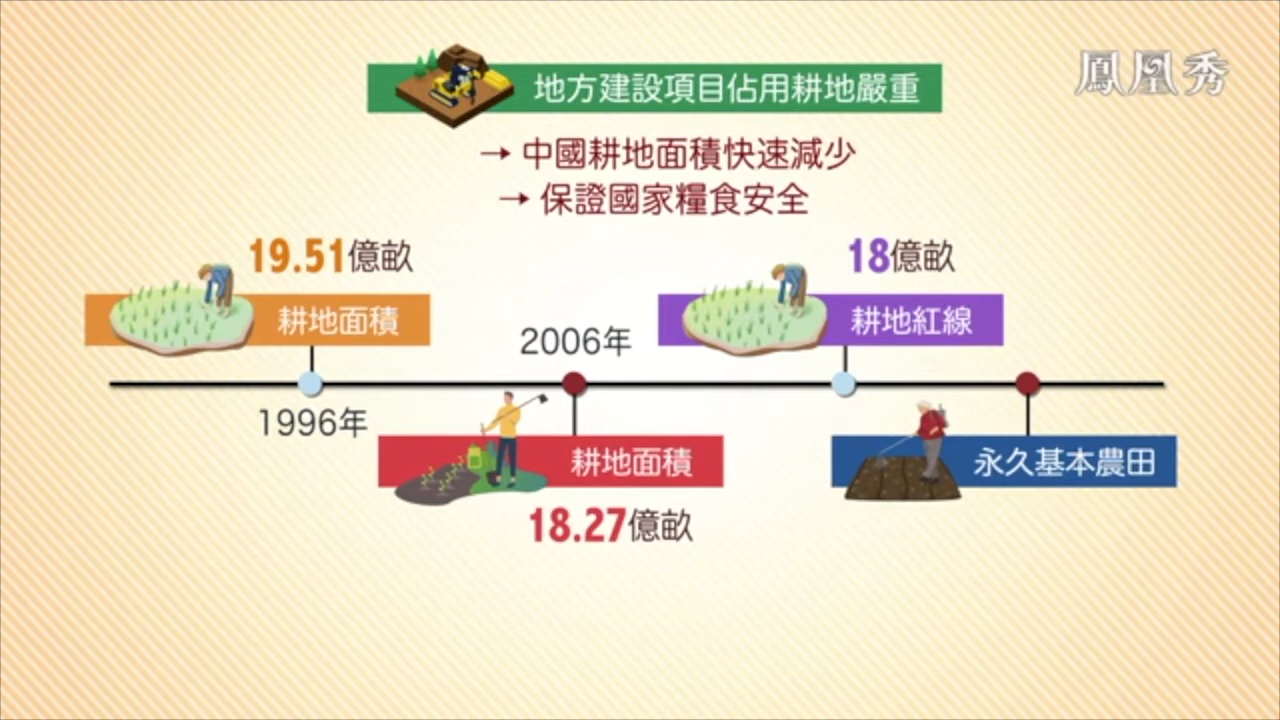 鳳凰秀
地方建設項目佔用耕地嚴重
→ 中國耕地面積快速減少
→ 保證國家糧食安全
19.51億畝
耕地面積
1996年
2006年
耕地面積
18.27億畝
18億畝
耕地紅線
永久基本農田